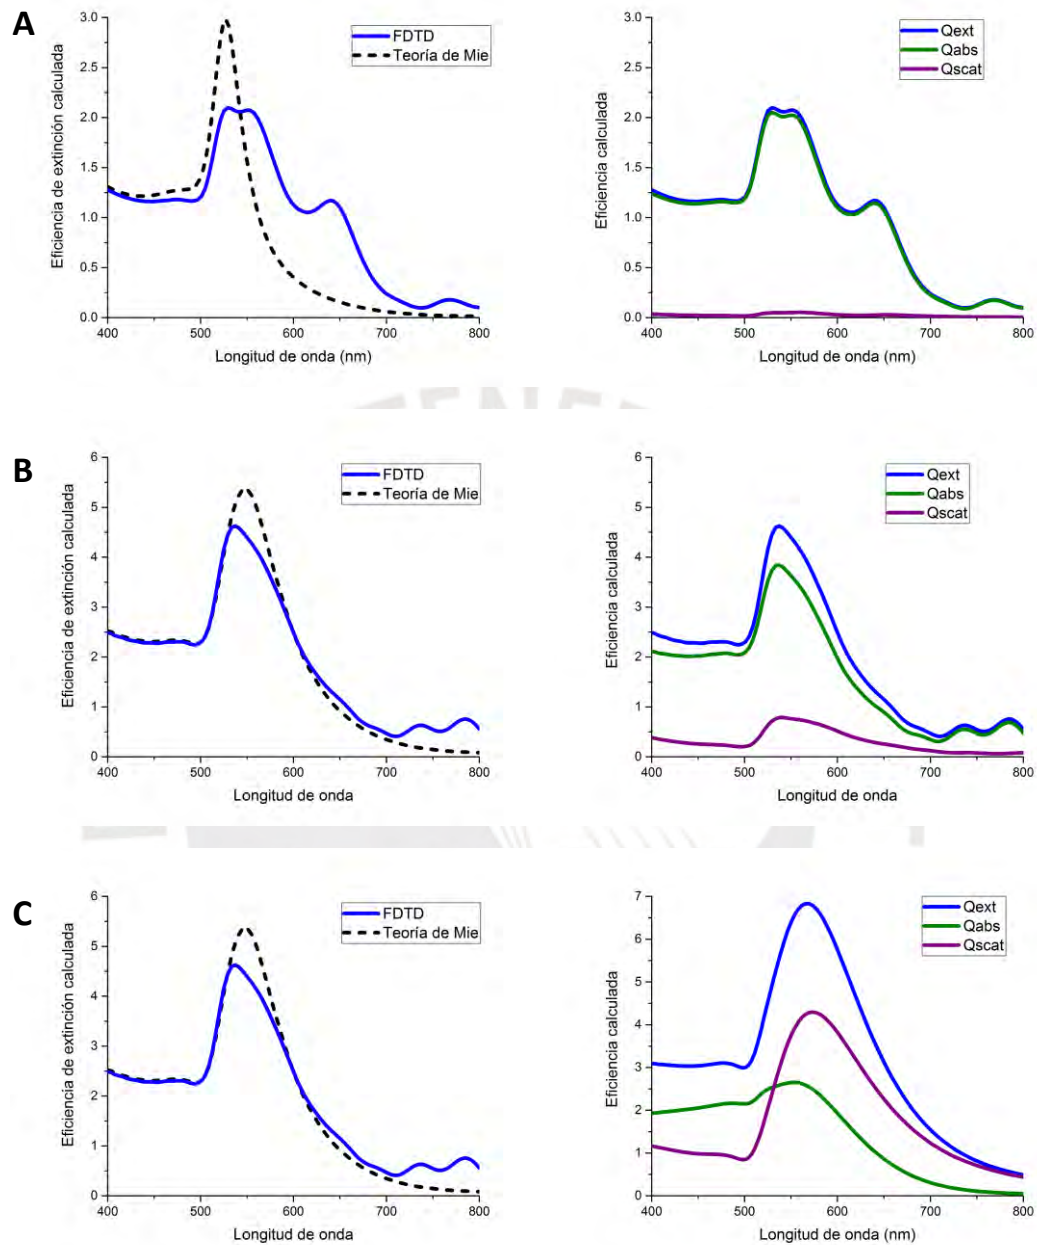 A
3.0
2.5
2.0
1.5
1.0
0.5
0.0
400 500 600 700 800
Eficiencia de extinción calculada
Longitud de onda (nm)
FDTD
Teoría de Mie
3.0
2.5
2.0
1.5
1.0
0.5
0.0
400 500 600 700 800
Eficiencia calculada
Longitud de onda (nm)
Qext
Qabs
Qscat
TENE
B
6
5
4
3
2
1
0
400 500 600 700 800
Eficiencia de extinción calculada
Longitud de onda
FDTD
Teoría de Mie
6
5
4
3
2
1
0
400 500 600 700 800
Eficiencia calculada
Longitud de onda
Qext
Qabs
Qscat
C
6
5
4
3
2
1
0
400 500 600 700 800
Eficiencia de extinción calculada
Longitud de onda
FDTD
Teoría de Mie
7
6
5
4
3
2
1
0
400 500 600 700 800
Eficiencia calculada
Longitud de onda (nm)
Qext
Qabs
Qscat